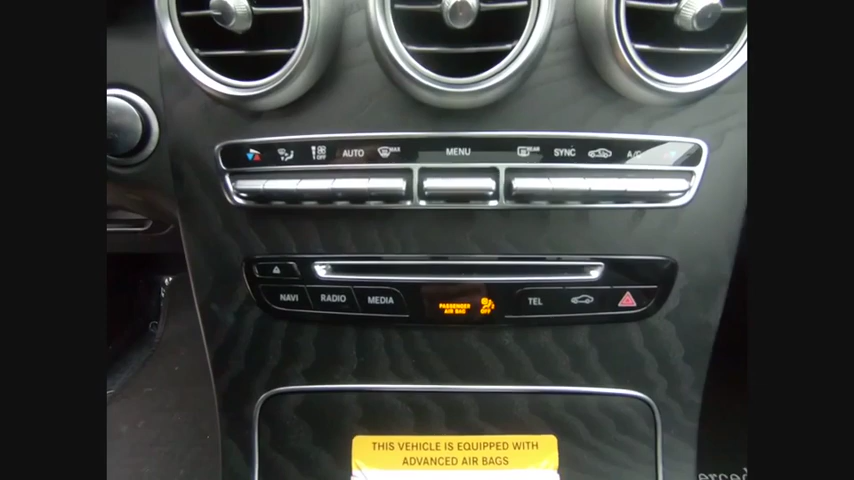 OFF AUTO MAX MENU REAR SYNC A/C
NAVI RADIO MEDIA PASSENGER AIR BAG OFF TEL
THIS VEHICLE IS EQUIPPED WITH
ADVANCED AIR BAGS